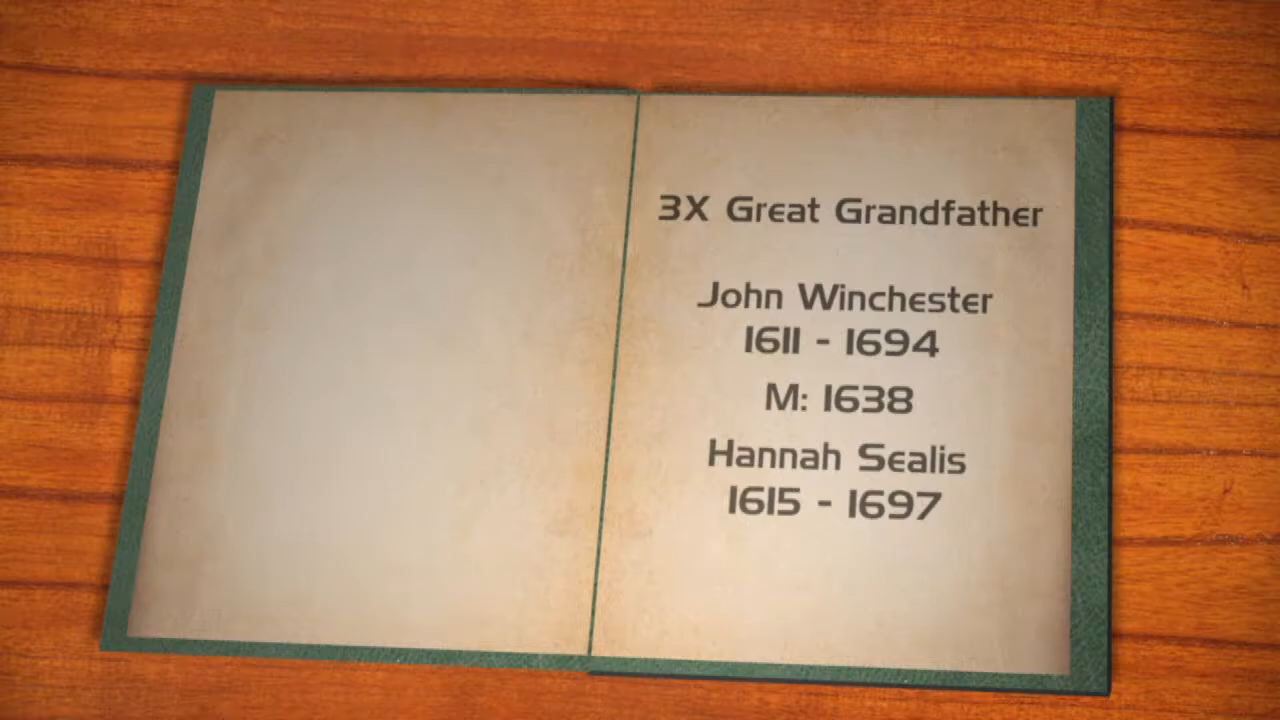 3X Great Grandfather
John Winchester
1611 - 1694
M: 1638
Hannah Sealis
1615 - 1697